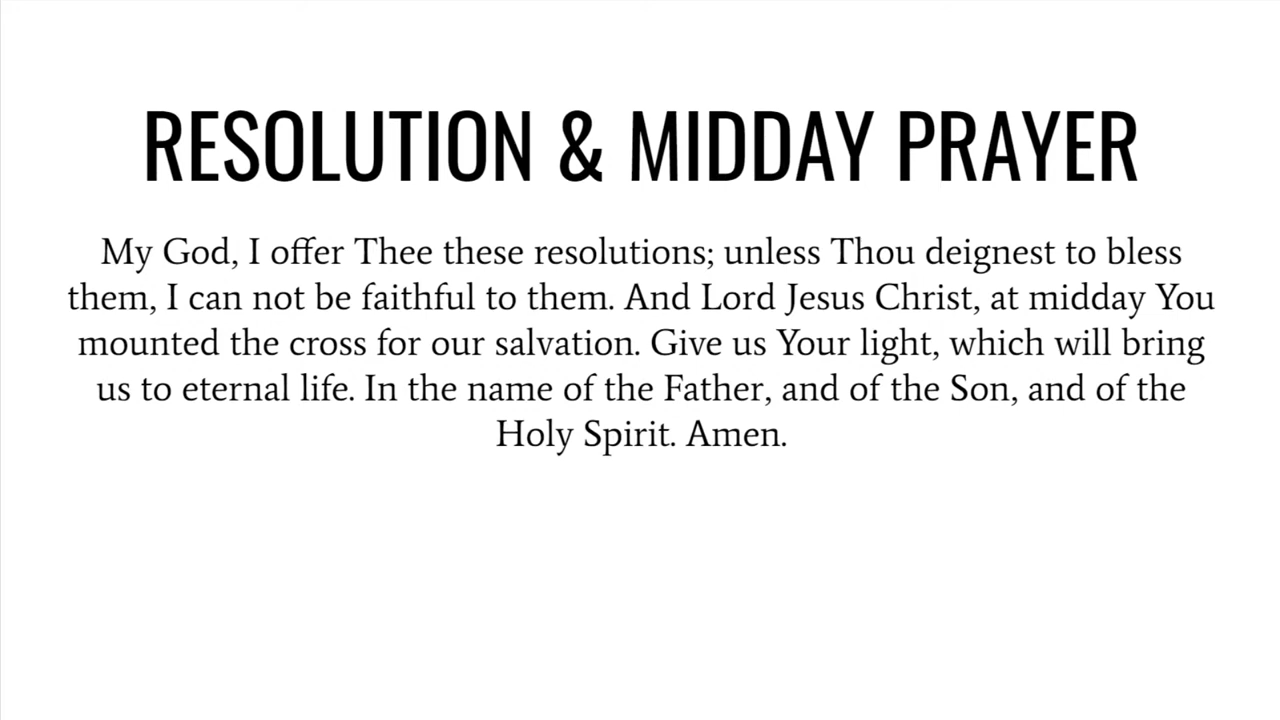 RESOLUTION & MIDDAY PRAYER
My God, I offer Thee these resolutions; unless Thou deignest to bless
them, I can not be faithful to them. And Lord Jesus Christ, at midday You
mounted the cross for our salvation. Give us Your light, which will bring
us to eternal life. In the name of the Father, and of the Son, and of the
Holy Spirit. Amen.